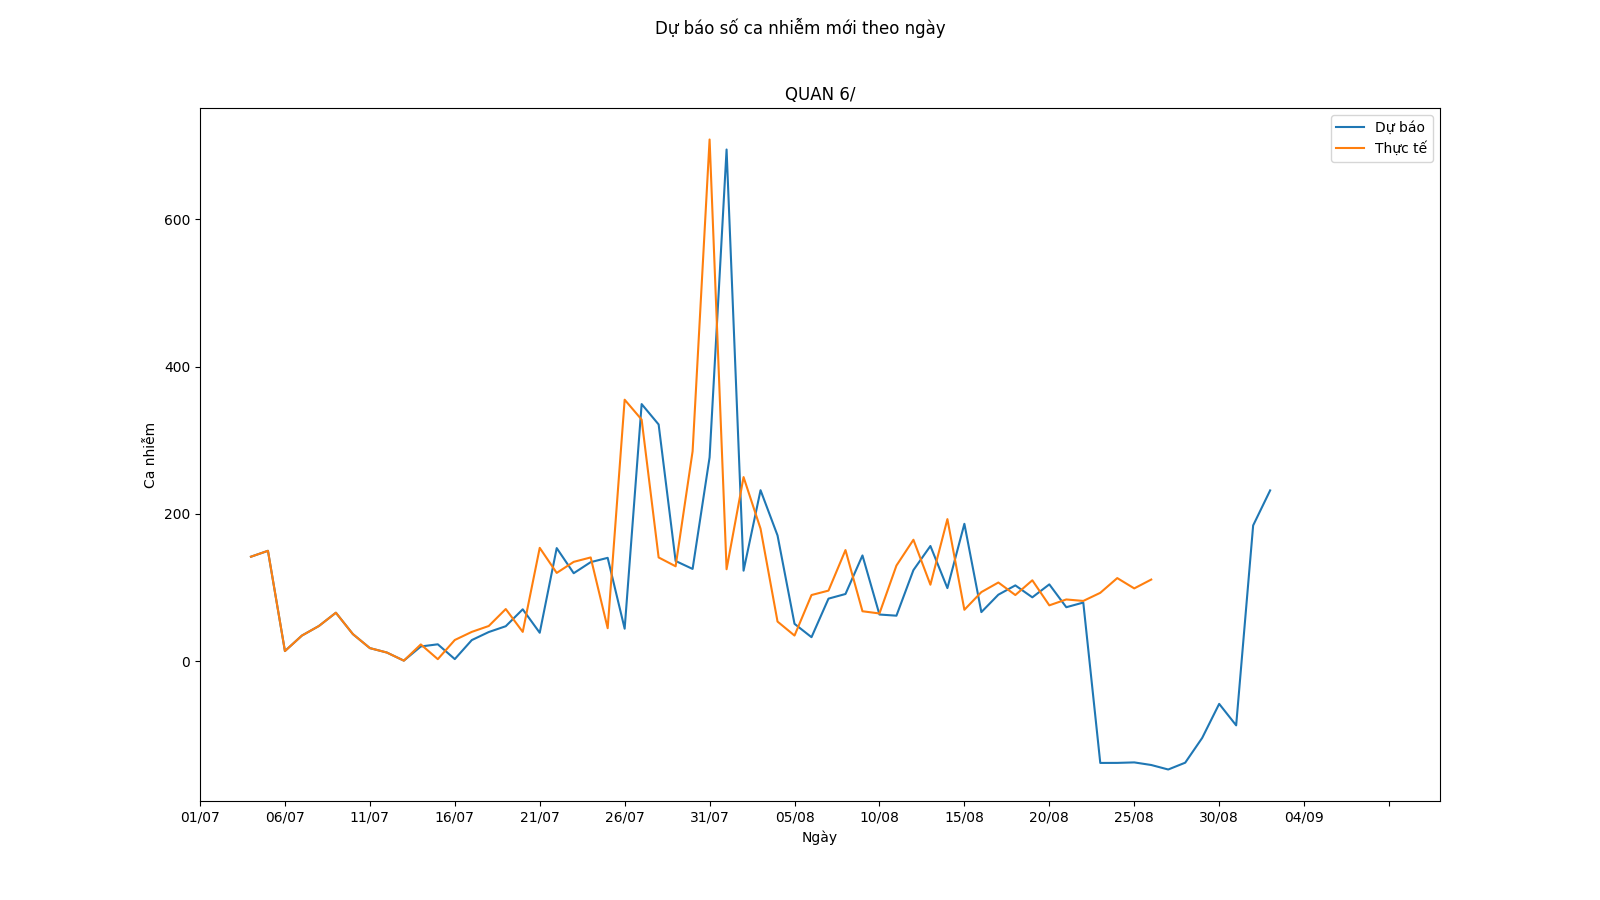 Dự báo số ca nhiễm mới theo ngày
QUAN 6/
Dự báo
Thực tế
600
400
200
0
Ca nhiễm
01/07 06/07 11/07 16/07 21/07 26/07 31/07 05/08 10/08 15/08 20/08 25/08 30/08 04/09
Ngày